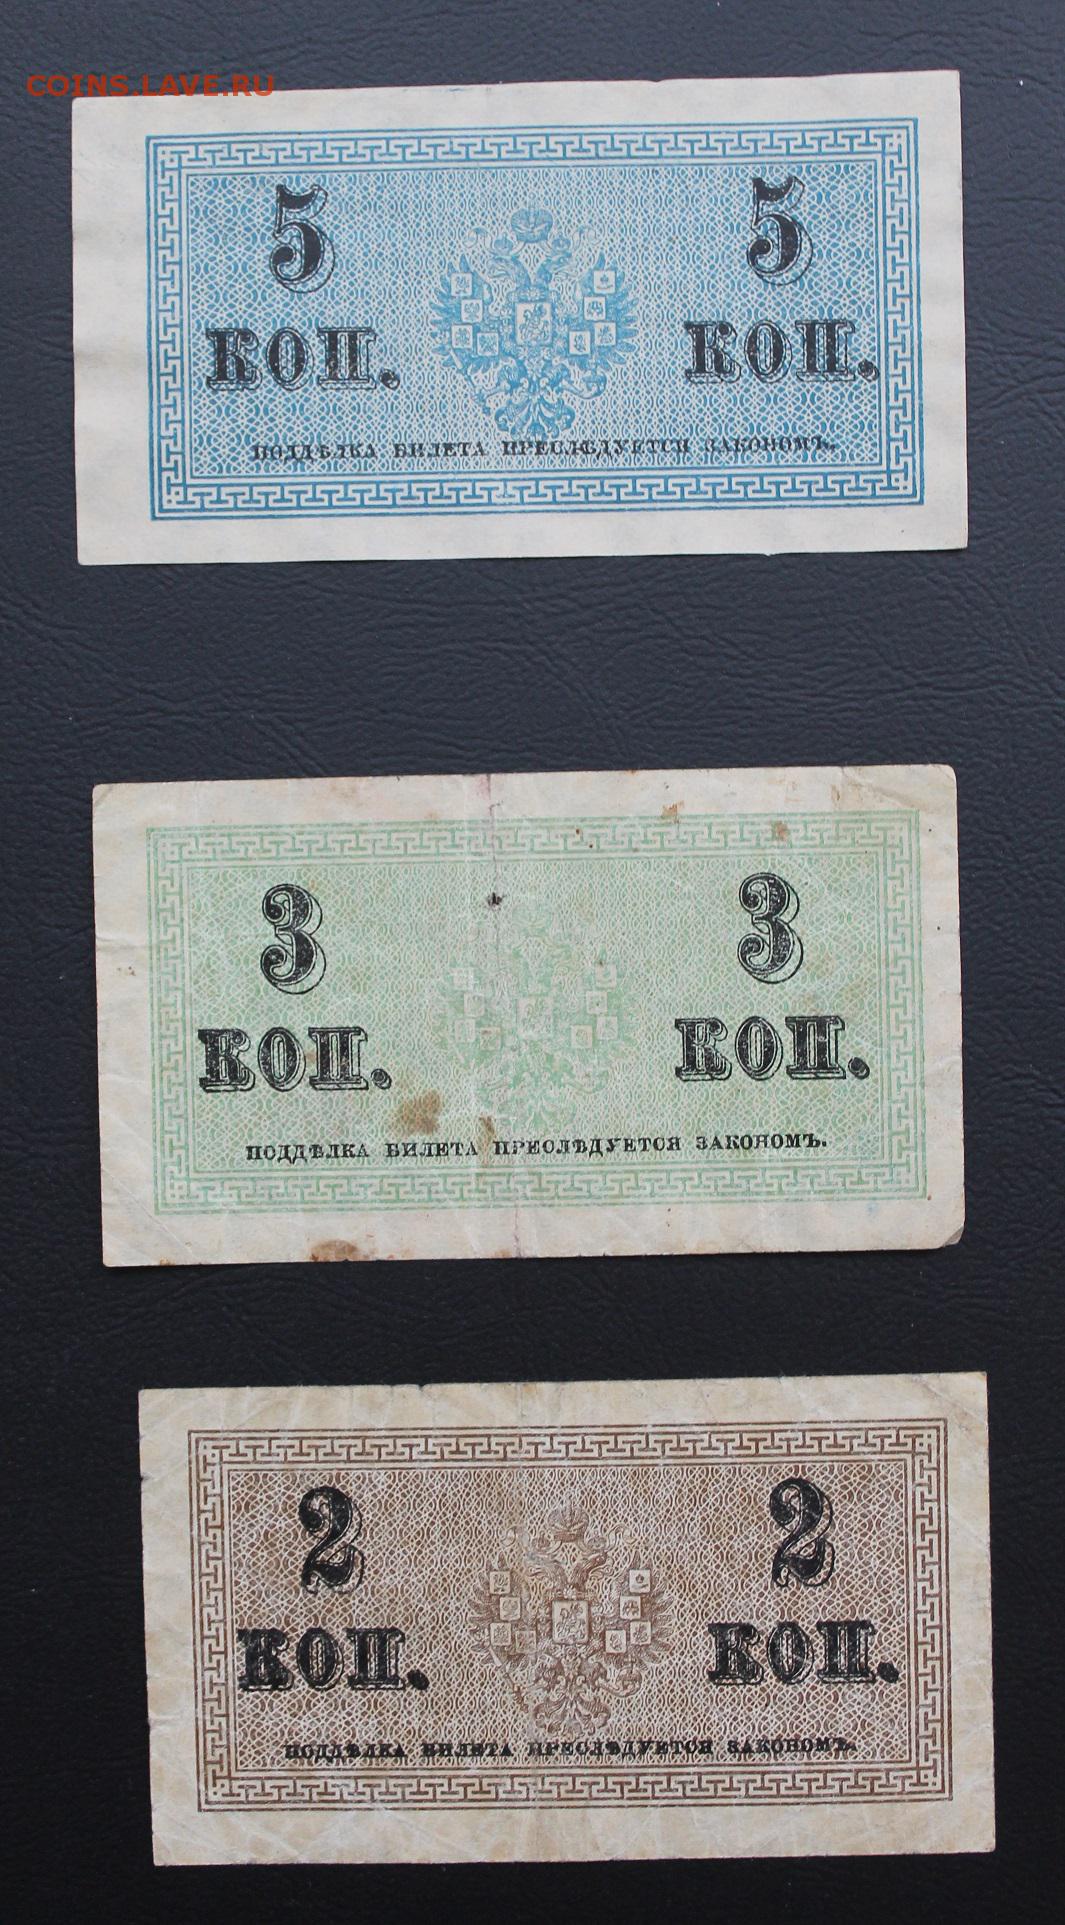 COINS.LAVE.RU
5 5
КОП. КОП.
ПОДДѢЛКА БИЛЕТА ПРЕСЛѢДУЕТСЯ ЗАКОНОМЪ.
3 3
КОП. КОП.
ПОДДѢЛКА БИЛЕТА ПРЕСЛѢДУЕТСЯ ЗАКОНОМЪ.
2 2
КОП. КОП.
ПОДДѢЛКА БИЛЕТА ПРЕСЛѢДУЕТСЯ ЗАКОНОМЪ.